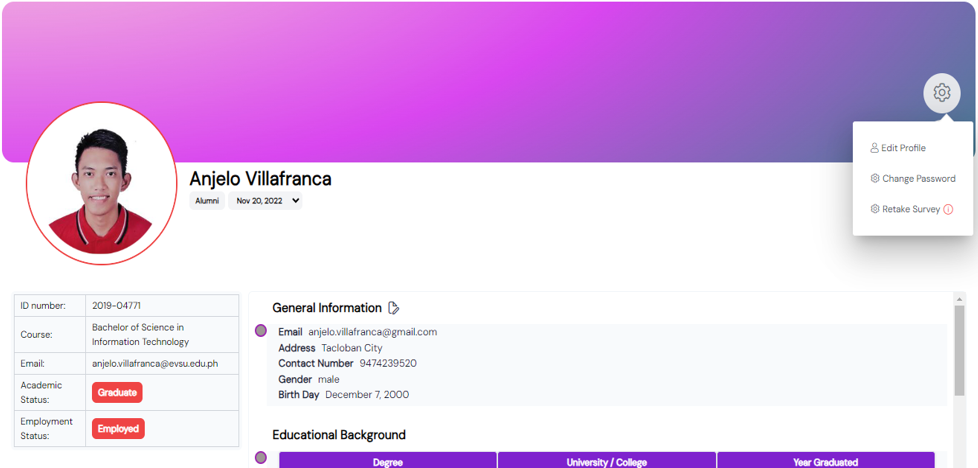 Edit Profile
Change Password
Retake Survey
Anjelo Villafranca
Alumni Nov 20, 2022
ID number: 2019-04771
Course: Bachelor of Science in
Information Technology
Email: anjelo.villafranca@evsu.edu.ph
Academic
Status: Graduate
Employment
Status: Employed
General Information
Email anjelo.villafranca@gmail.com
Address Tacloban City
Contact Number 9474239520
Gender male
Birth Day December 7, 2000
Educational Background
Degree University / College Year Graduated